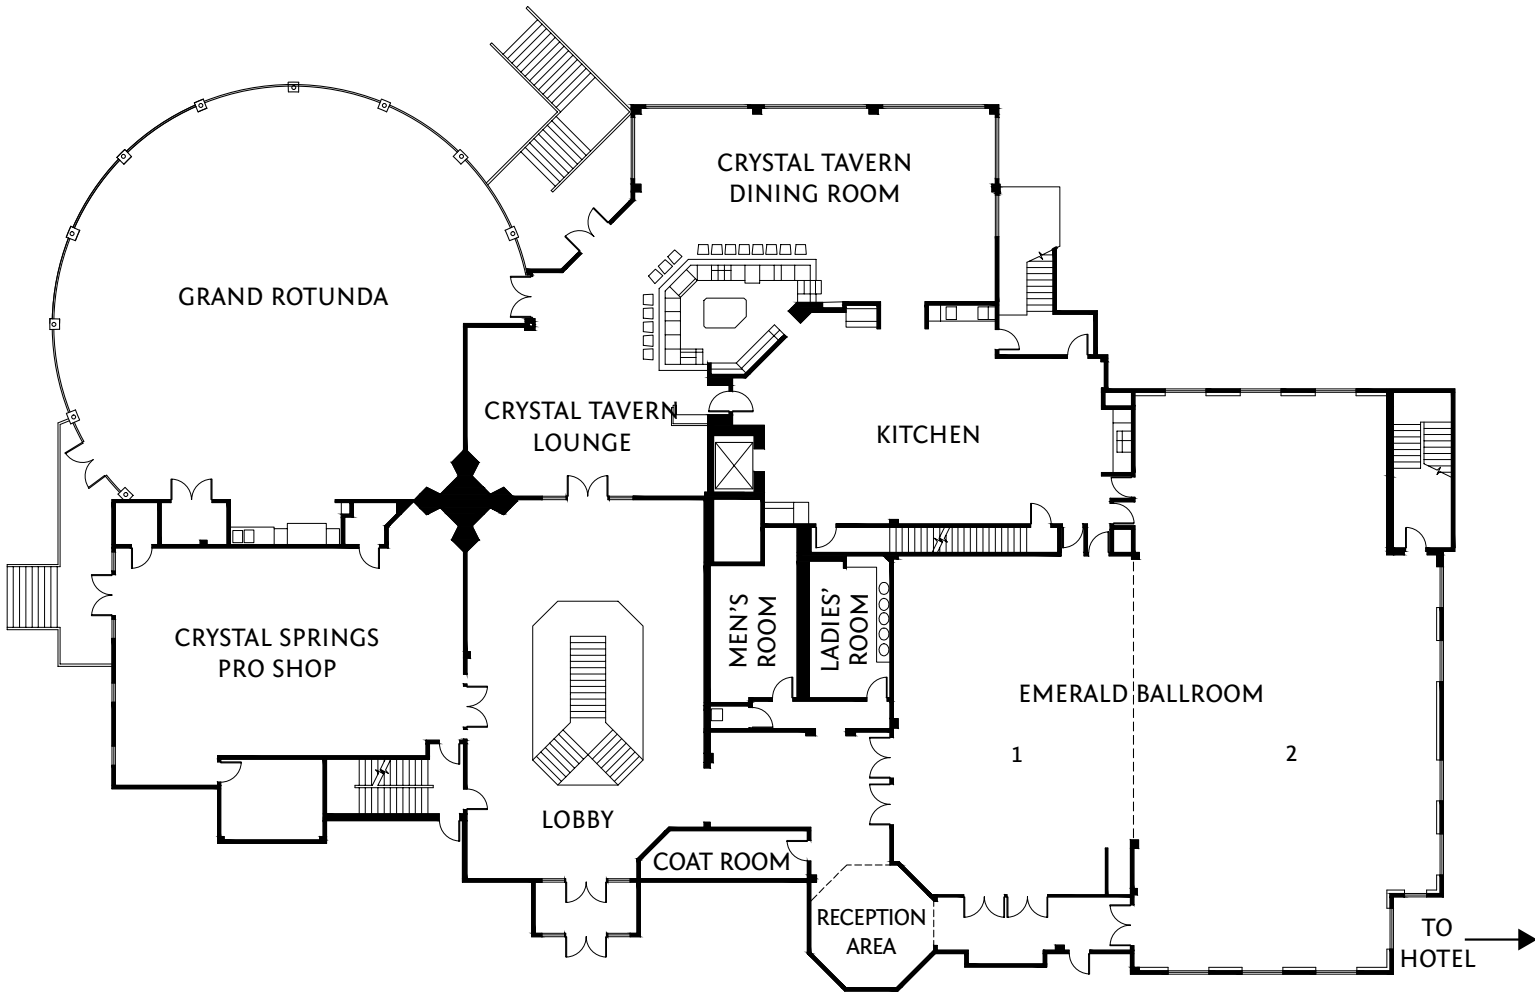 CRYSTAL TAVERN
DINING ROOM
GRAND ROTUNDA
CRYSTAL TAVERN
LOUNGE
KITCHEN
CRYSTAL SPRINGS
PRO SHOP
MEN'S
ROOM
LADIES'
ROOM
EMERALD BALLROOM
1
2
LOBBY
COAT ROOM
RECEPTION
AREA
TO
HOTEL